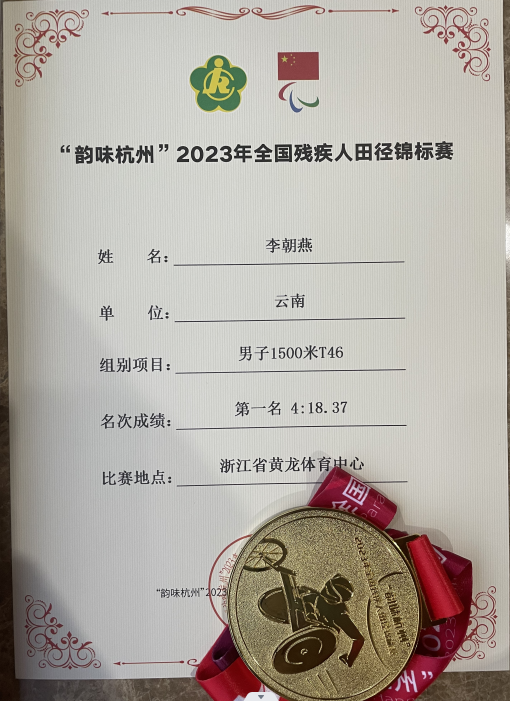 “韵味杭州”2023年全国残疾人田径锦标赛
姓 名： 李朝燕
单 位： 云南
组别项目： 男子1500米T46
名次成绩： 第一名 4:18.37
比赛地点： 浙江省黄龙体育中心
“韵味杭州”2023